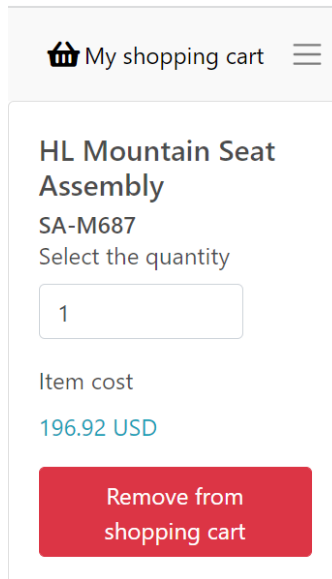 My shopping cart
HL Mountain Seat
Assembly
SA-M687
Select the quantity
1
Item cost
196.92 USD
Remove from
shopping cart